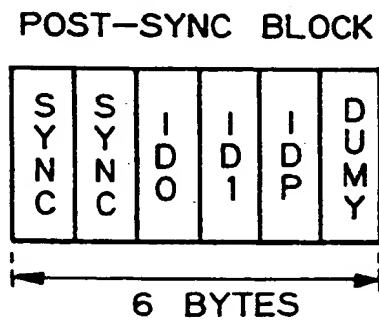 POST-SYNC BLOCK
SYNC SYNC ID0 ID1 IDP DUMY
6 BYTES